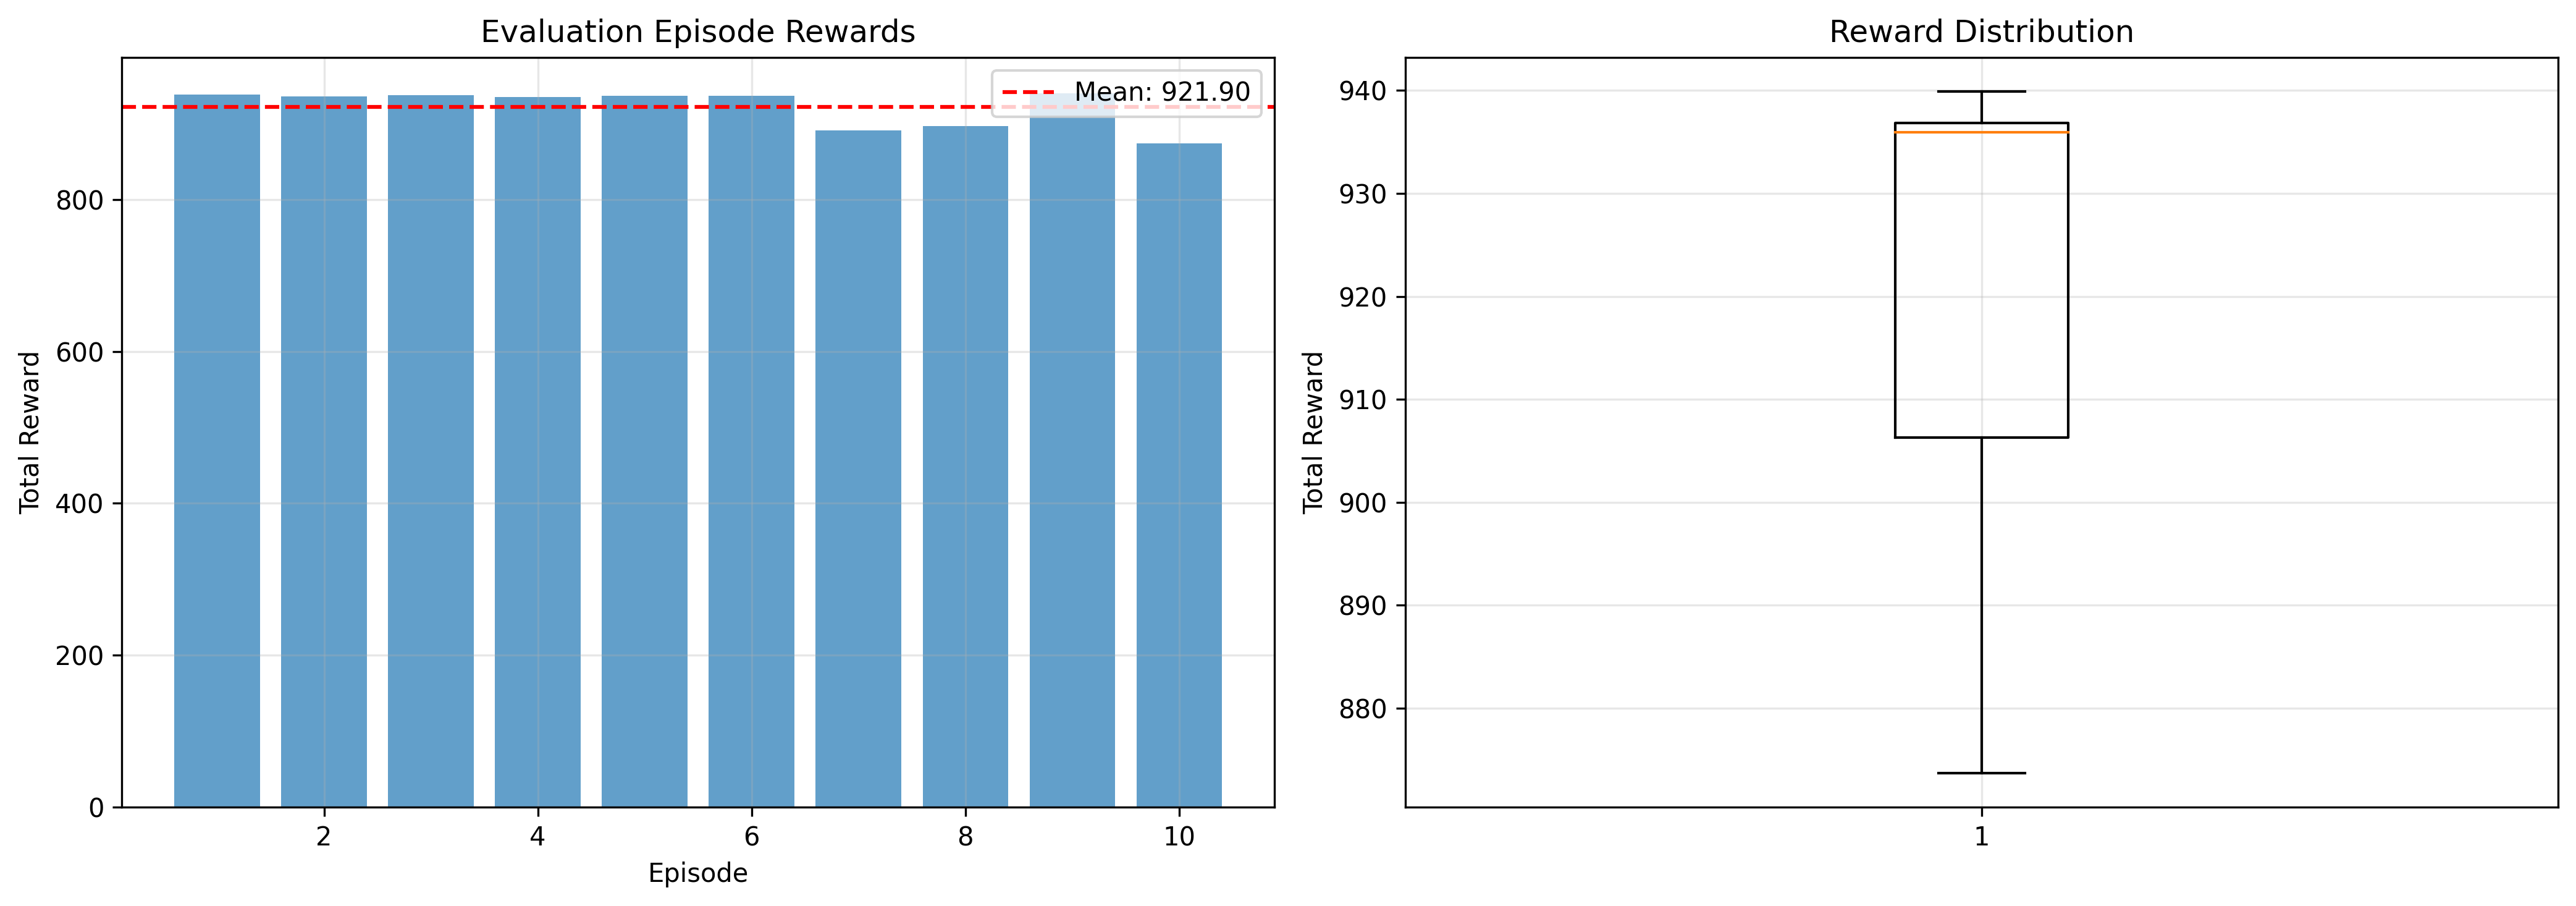 Evaluation Episode Rewards
Mean: 921.90
Total Reward
800
600
400
200
0
2 4 6 8 10
Episode
Reward Distribution
Total Reward
940
930
920
910
900
890
880
1